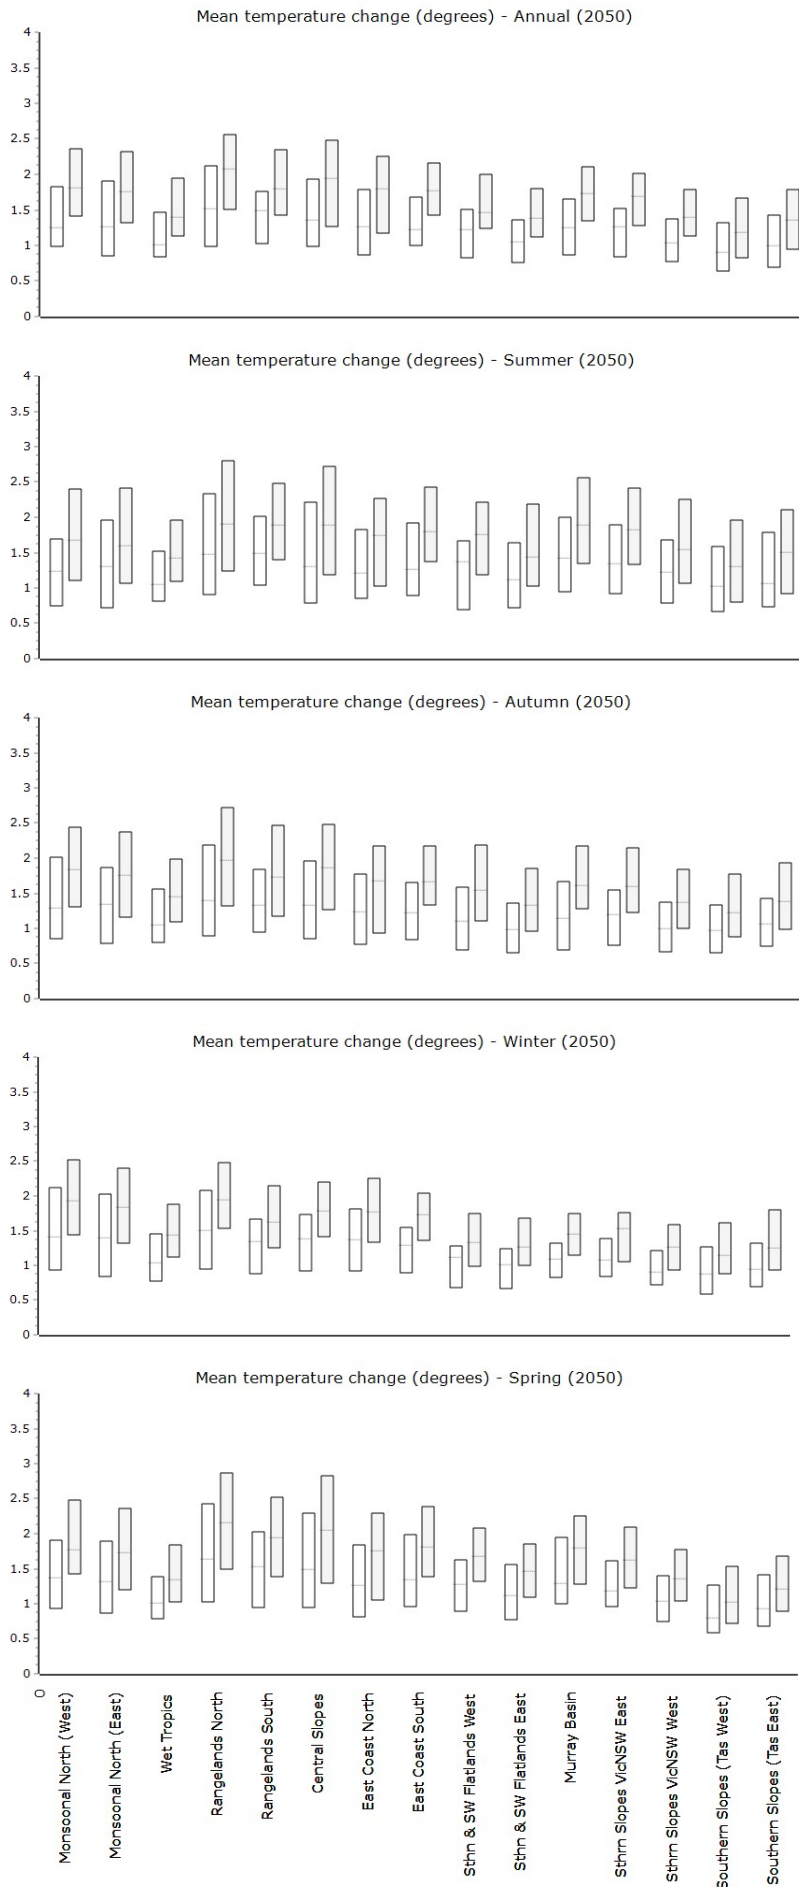 Mean temperature change (degrees) - Annual (2050)
4
3.5
3
2.5
2
1.5
1
0.5
0
Mean temperature change (degrees) - Summer (2050)
4
3.5
3
2.5
2
1.5
1
0.5
0
Mean temperature change (degrees) - Autumn (2050)
4
3.5
3
2.5
2
1.5
1
0.5
0
Mean temperature change (degrees) - Winter (2050)
4
3.5
3
2.5
2
1.5
1
0.5
0
Mean temperature change (degrees) - Spring (2050)
4
3.5
3
2.5
2
1.5
1
0.5
0
0
Monsoonal North (West)
Monsoonal North (East)
Wet Tropics
Rangelands North
Rangelands South
Central Slopes
East Coast North
East Coast South
Sthn & SW Flatlands West
Sthn & SW Flatlands East
Murray Basin
Sthrn Slopes VicNSW East
Sthrn Slopes VicNSW West
Southern Slopes (Tas West)
Southern Slopes (Tas East)